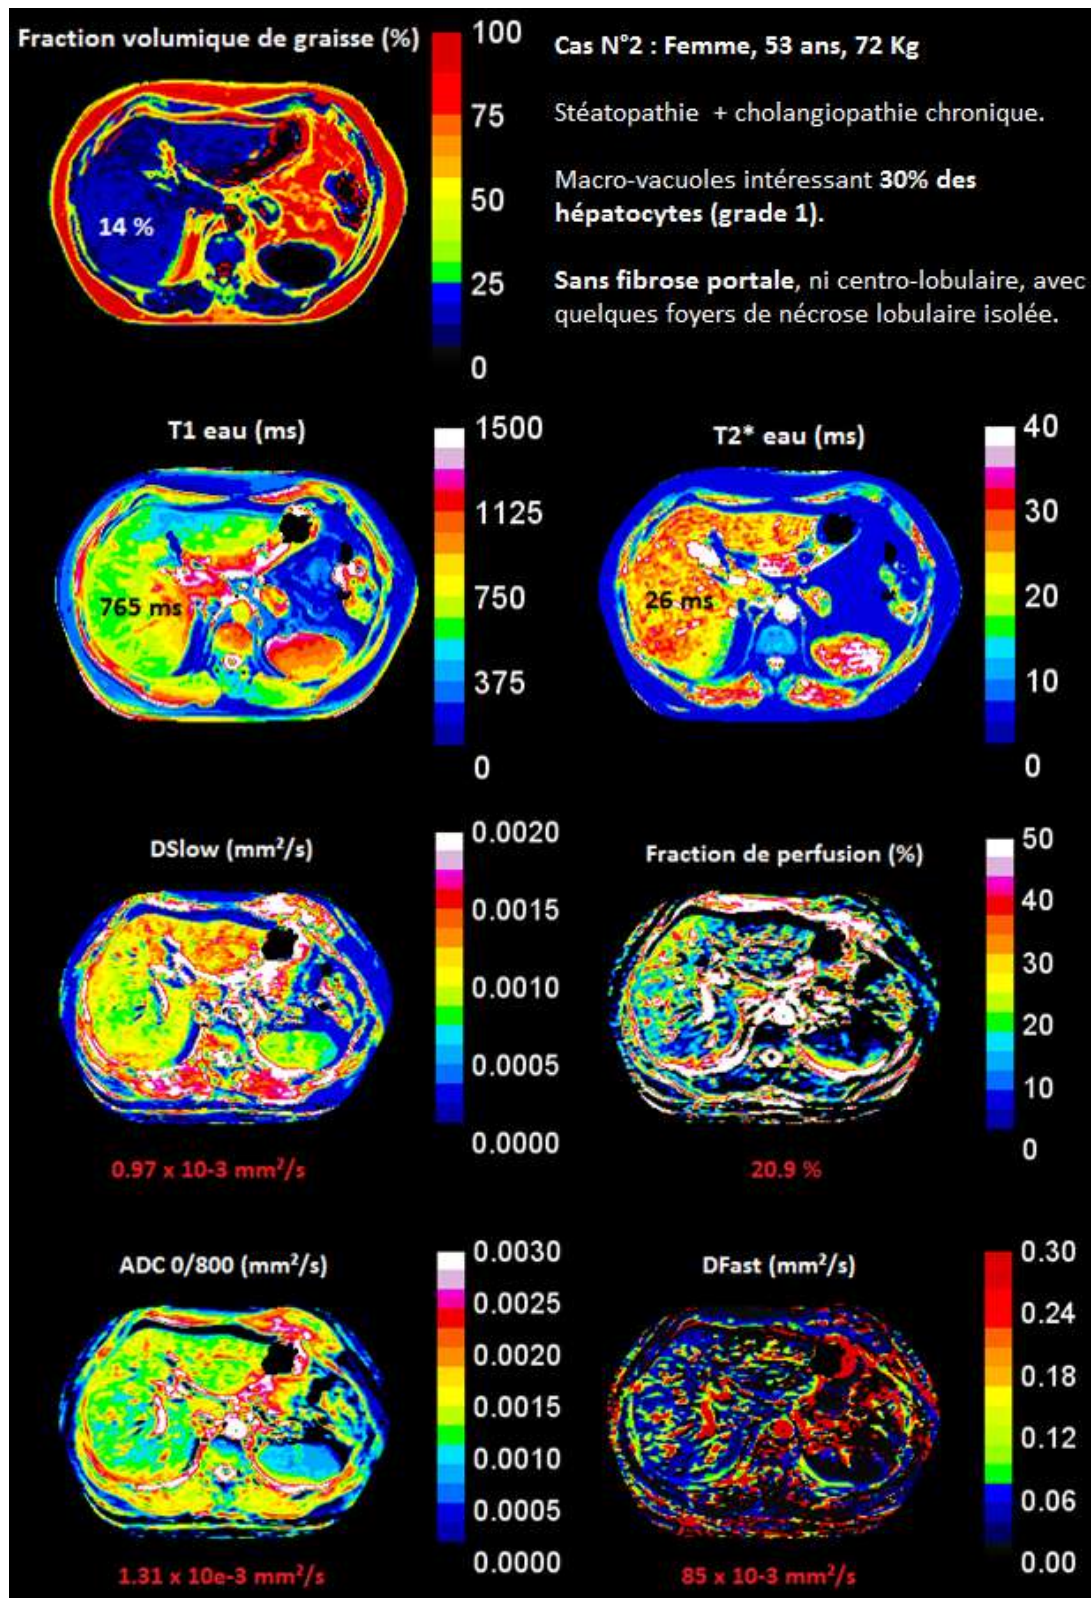 Fraction volumique de graisse (%)
100
75
50
25
0
14 %
Cas N°2 : Femme, 53 ans, 72 Kg
Stéatopathie + cholangiopathie chronique.
Macro-vacuoles intéressant 30% des
hépatocytes (grade 1).
Sans fibrose portale, ni centro-lobulaire, avec
quelques foyers de nécrose lobulaire isolée.
T1 eau (ms)
1500
1125
750
375
0
765 ms
T2* eau (ms)
40
30
20
10
0
26 ms
DSlow (mm²/s)
0.0020
0.0015
0.0010
0.0005
0.0000
0.97 x 10-3 mm²/s
Fraction de perfusion (%)
50
40
30
20
10
0
20.9 %
ADC 0/800 (mm²/s)
0.0030
0.0025
0.0020
0.0015
0.0010
0.0005
0.0000
1.31 x 10e-3 mm²/s
DFast (mm²/s)
0.30
0.24
0.18
0.12
0.06
0.00
85 x 10-3 mm²/s